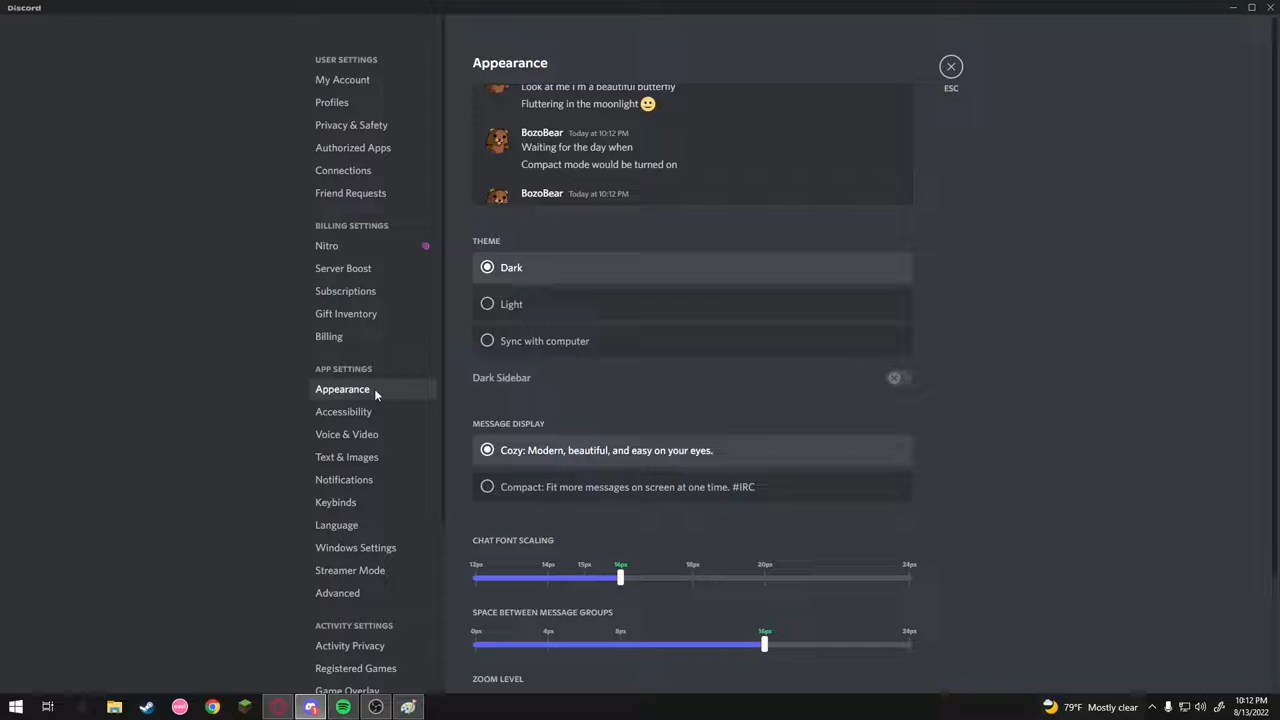 Discord
USER SETTINGS
My Account
Profiles
Privacy & Safety
Authorized Apps
Connections
Friend Requests
BILLING SETTINGS
Nitro
Server Boost
Subscriptions
Gift Inventory
Billing
APP SETTINGS
Appearance
Accessibility
Voice & Video
Text & Images
Notifications
Keybinds
Language
Windows Settings
Streamer Mode
Advanced
ACTIVITY SETTINGS
Activity Privacy
Registered Games
Game Overlay
Appearance
ESC
Look at me I'm a beautiful butterfly
Fluttering in the moonlight
BozoBear Today at 10:12 PM
Waiting for the day when
Compact mode would be turned on
BozoBear Today at 10:12 PM
THEME
Dark
Light
Sync with computer
Dark Sidebar
MESSAGE DISPLAY
Cozy: Modern, beautiful, and easy on your eyes.
Compact: Fit more messages on screen at one time. #IRC
CHAT FONT SCALING
12px 14px 15px 16px 18px 20px 24px
SPACE BETWEEN MESSAGE GROUPS
0px 4px 8px 16px 24px
ZOOM LEVEL
79°F Mostly clear
10:12 PM
8/13/2022